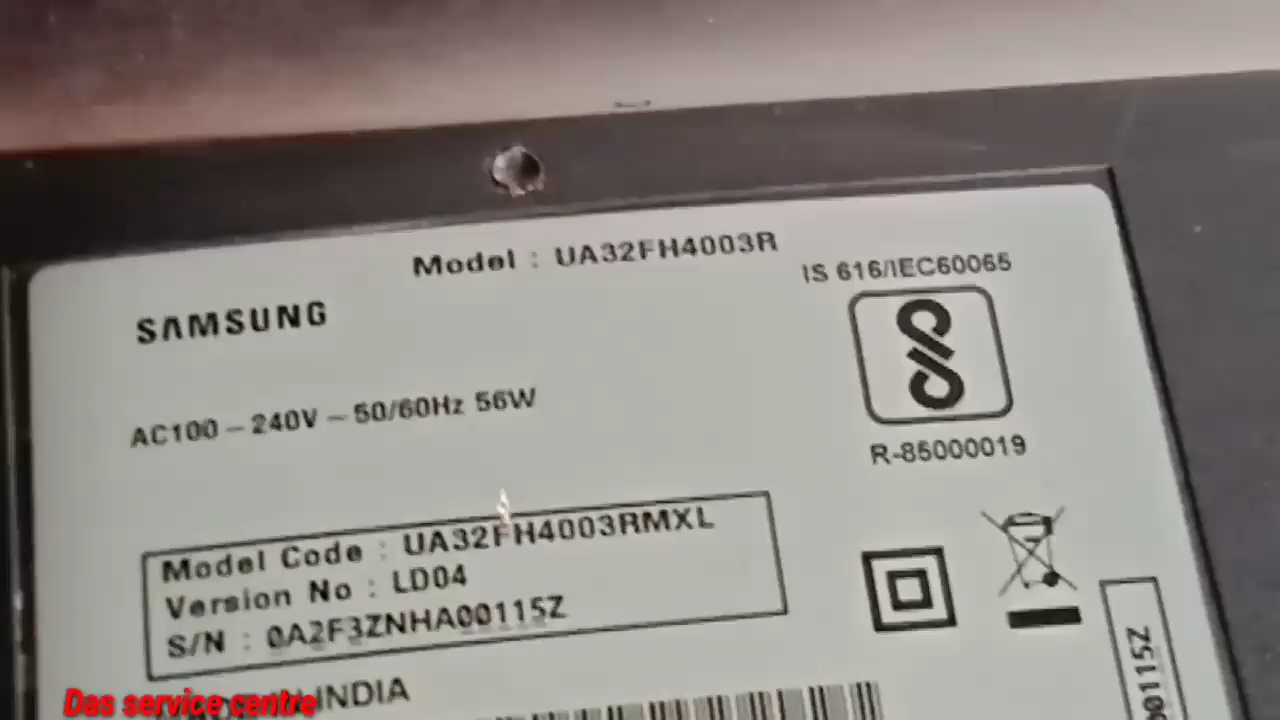 Model : UA32FH4003R
IS 616/IEC60065
SAMSUNG
AC100 – 240V – 50/60Hz 56W
R-85000019
Model Code : UA32FH4003RMXL
Version No : LD04
S/N : 0A2F3ZNHA00115Z
INDIA
Das service centre
00115Z